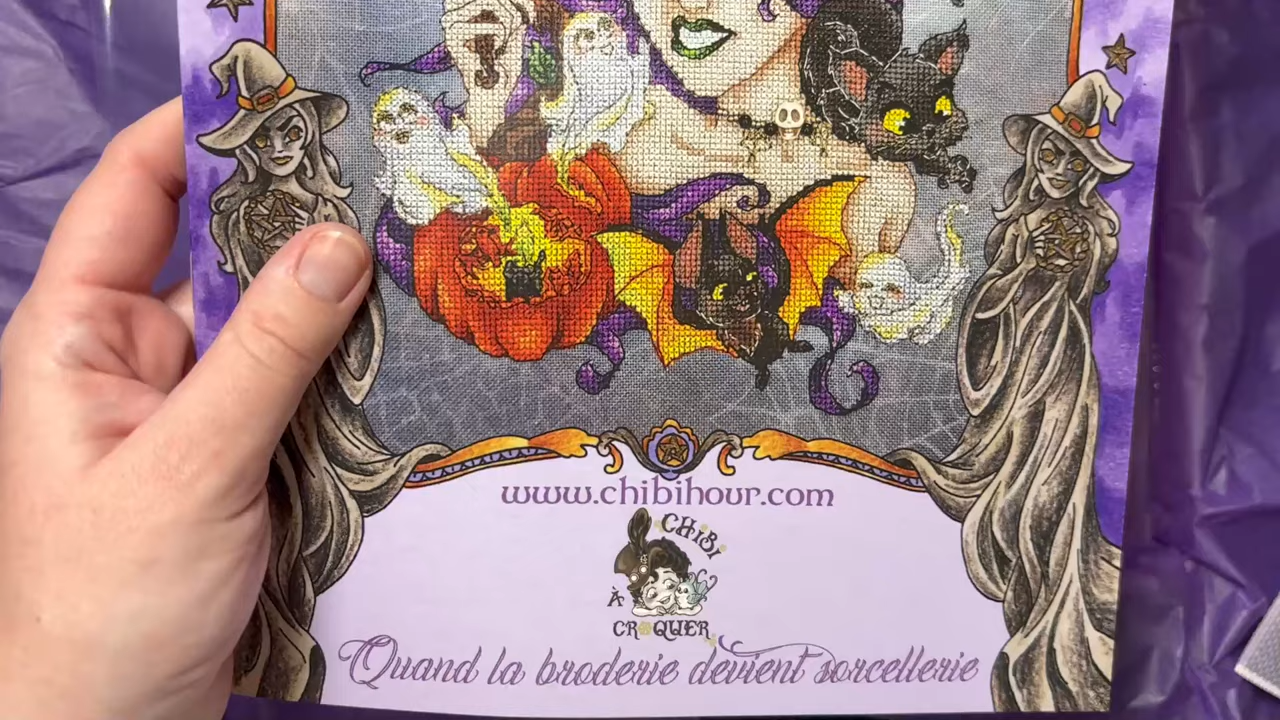 www.chibihour.com
CHiBi
À
CROQUER
Quand la broderie devient sorcellerie